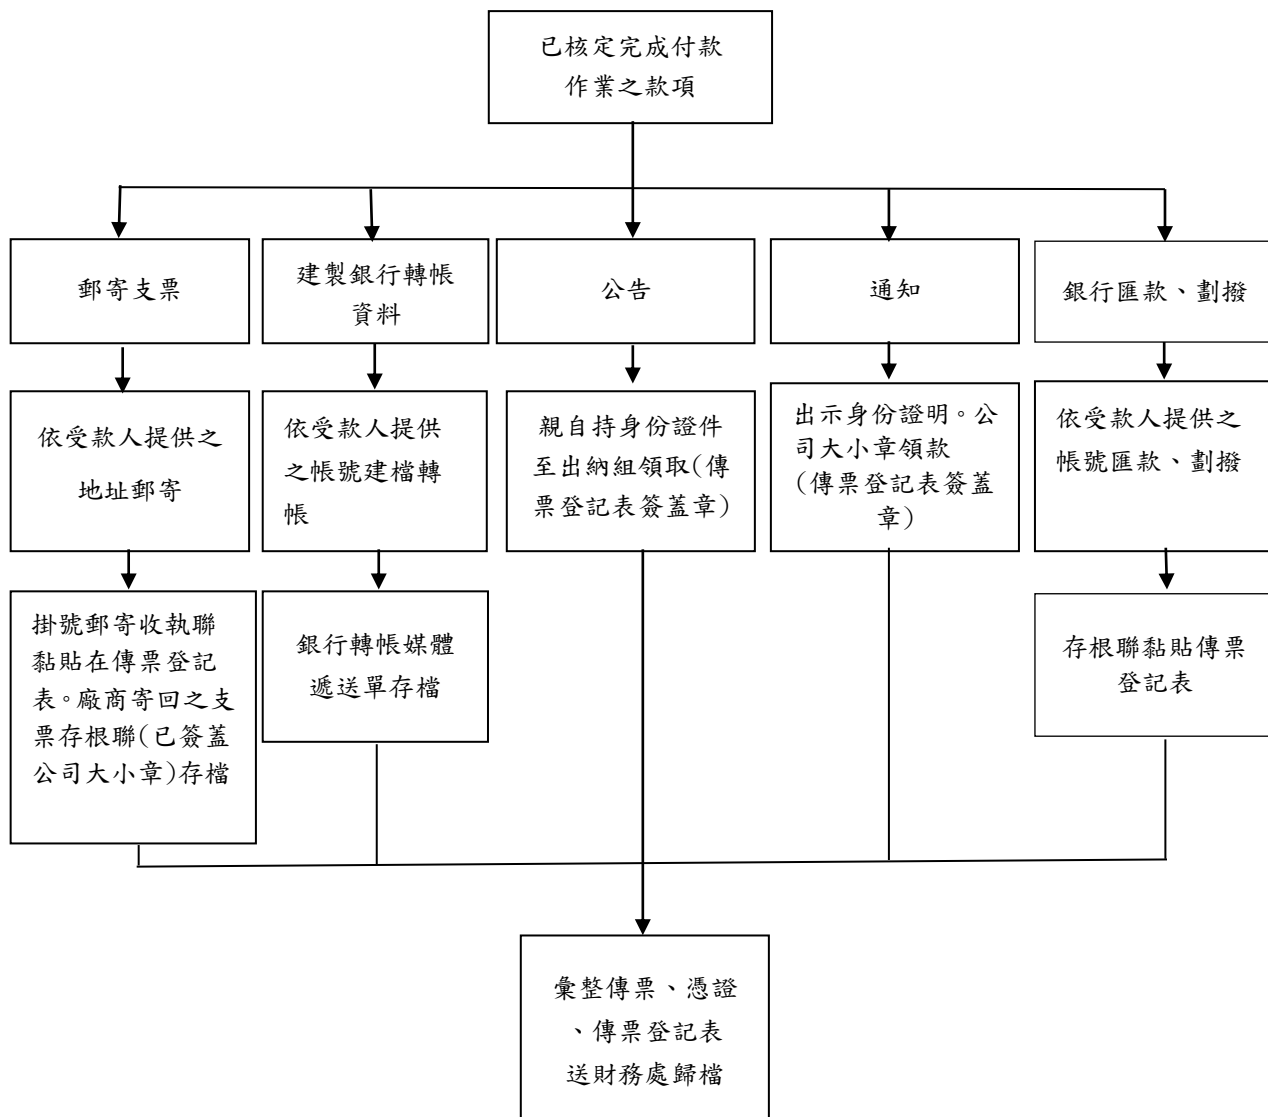 已核定完成付款
作業之款項
郵寄支票
建製銀行轉帳
資料
公告
通知
銀行匯款、劃撥
依受款人提供之
地址郵寄
依受款人提供
之帳號建檔轉
帳
親自持身份證件
至出納組領取(傳
票登記表簽蓋章)
出示身份證明。公
司大小章領款
(傳票登記表簽蓋
章)
依受款人提供之
帳號匯款、劃撥
掛號郵寄收執聯
黏貼在傳票登記
表。廠商寄回之支
票存根聯(已簽蓋
公司大小章)存檔
銀行轉帳媒體
遞送單存檔
存根聯黏貼傳票
登記表
彙整傳票、憑證
、傳票登記表
送財務處歸檔